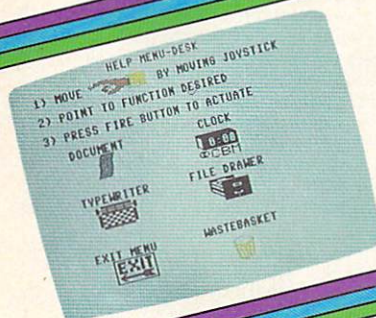 HELP MENU-DESK
1) MOVE BY MOVING JOYSTICK
2) POINT TO FUNCTION DESIRED
3) PRESS FIRE BUTTON TO ACTUATE
DOCUMENT
CLOCK
CBM
TYPEWRITER
FILE DRAWER
EXIT MENU
EXIT
WASTEBASKET